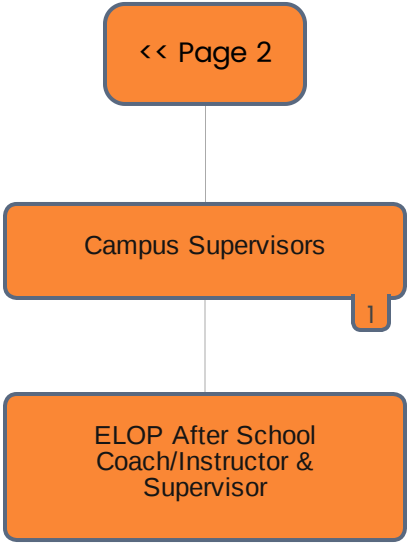 << Page 2
Campus Supervisors
1
ELOP After School
Coach/Instructor &
Supervisor